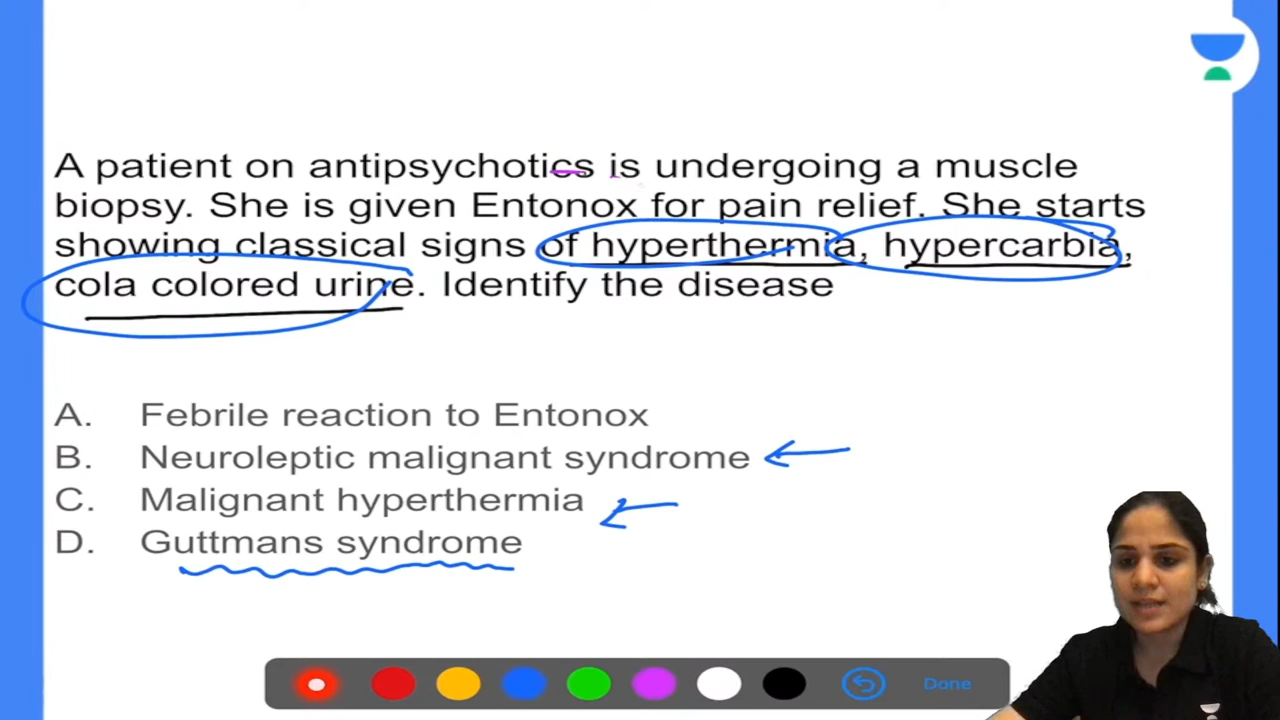 A patient on antipsychotics is undergoing a muscle
biopsy. She is given Entonox for pain relief. She starts
showing classical signs of hyperthermia, hypercarbia,
cola colored urine. Identify the disease
A. Febrile reaction to Entonox
B. Neuroleptic malignant syndrome
C. Malignant hyperthermia
D. Guttmans syndrome
Done